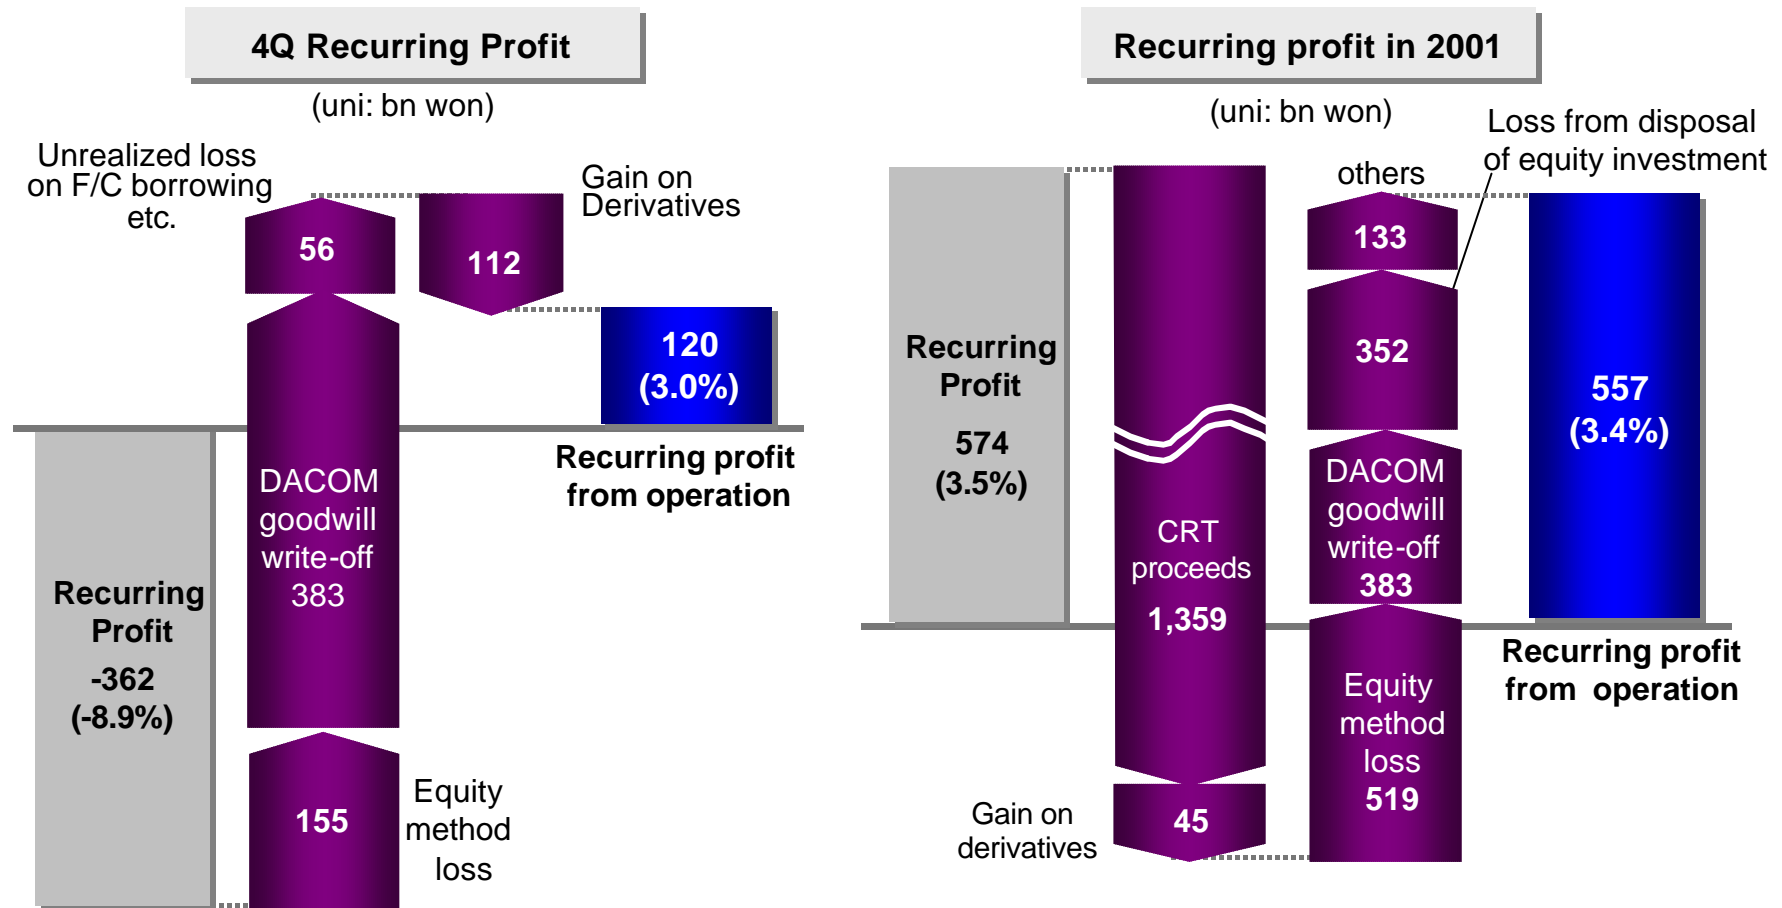 4Q Recurring Profit
(uni: bn won)
Unrealized loss
on F/C borrowing
etc.
Gain on
Derivatives
56
112
120
(3.0%)
Recurring profit
from operation
DACOM
goodwill
write-off
383
Recurring
Profit
-362
(-8.9%)
155
Equity
method
loss
Recurring profit in 2001
(uni: bn won)
Loss from disposal
of equity investment
others
133
352
Recurring
Profit
574
(3.5%)
557
(3.4%)
DACOM
goodwill
write-off
383
CRT
proceeds
1,359
Recurring profit
from operation
Equity
method
loss
519
Gain on
derivatives
45